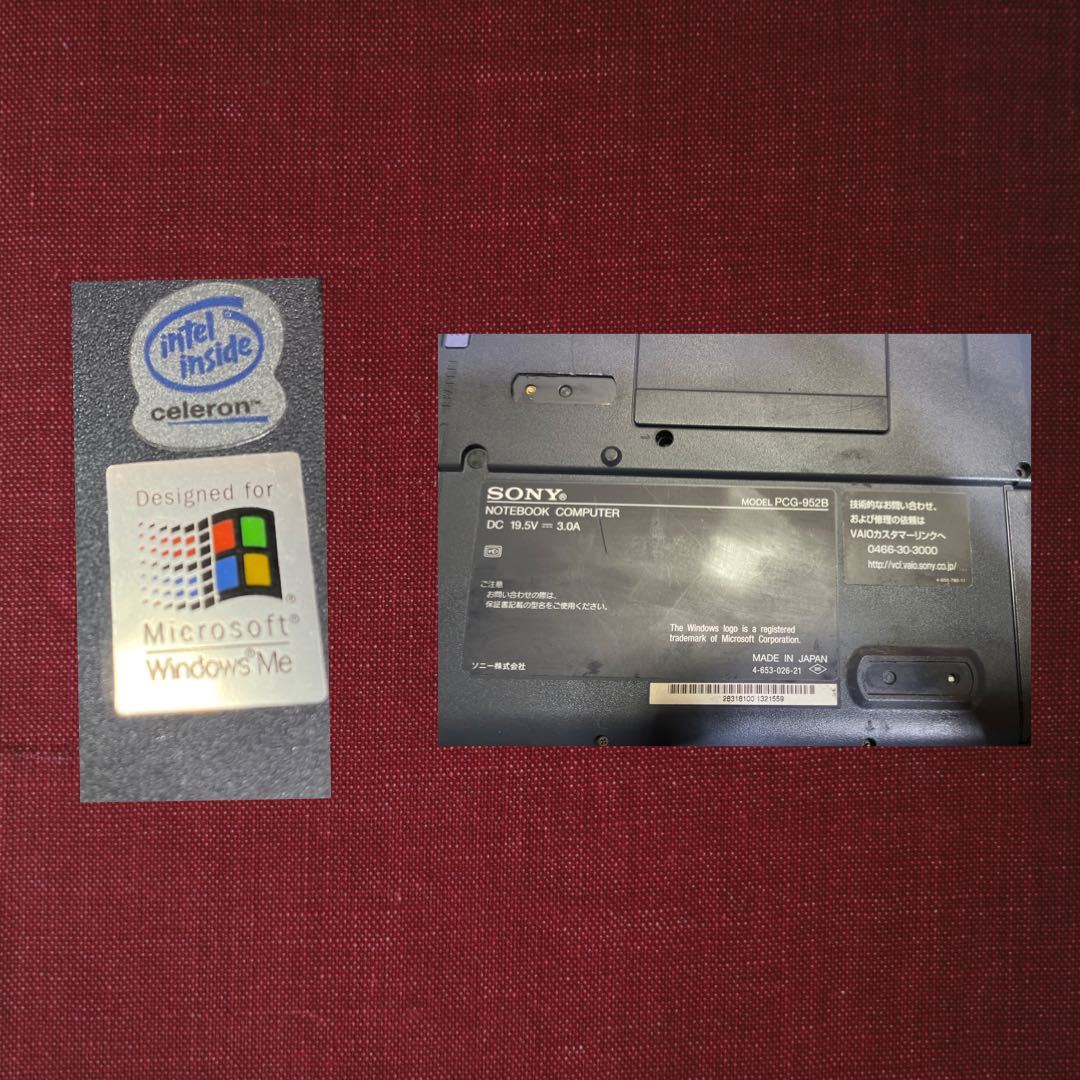 intel
inside
celeron™
Designed for
®
Microsoft®
Windows®Me
SONY®
MODEL PCG-952B
NOTEBOOK COMPUTER
DC 19.5V ⎓ 3.0A
ご注意
お問い合わせの際は、
保証書記載の型名をご使用ください。
The Windows logo is a registered
trademark of Microsoft Corporation.
ソニー株式会社
MADE IN JAPAN
4-653-026-21
28318100 1321559
技術的なお問い合わせ、
および修理の依頼は
VAIOカスタマーリンクへ
0466-30-3000
http://vcl.vaio.sony.co.jp/